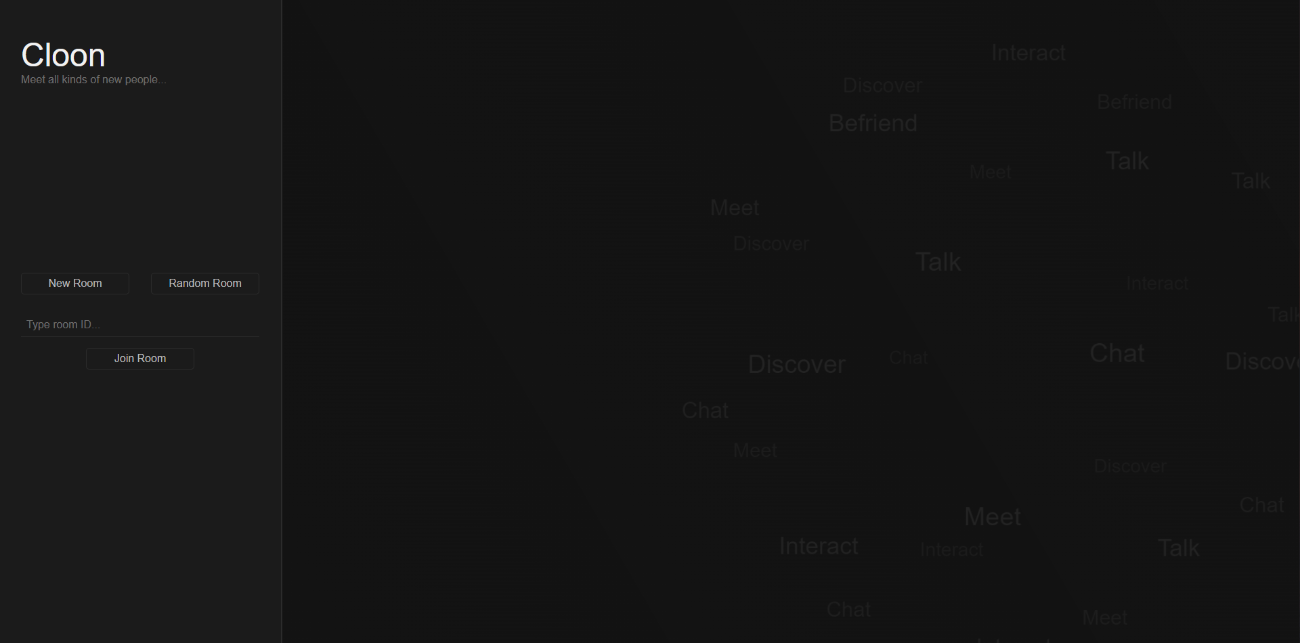 Cloon
Meet all kinds of new people...
New Room
Random Room
Type room ID...
Join Room
Interact
Discover
Befriend
Befriend
Talk
Meet
Talk
Meet
Discover
Talk
Interact
Talk
Chat
Chat
Discover
Discove
Chat
Meet
Discover
Chat
Meet
Interact
Interact
Talk
Chat
Meet